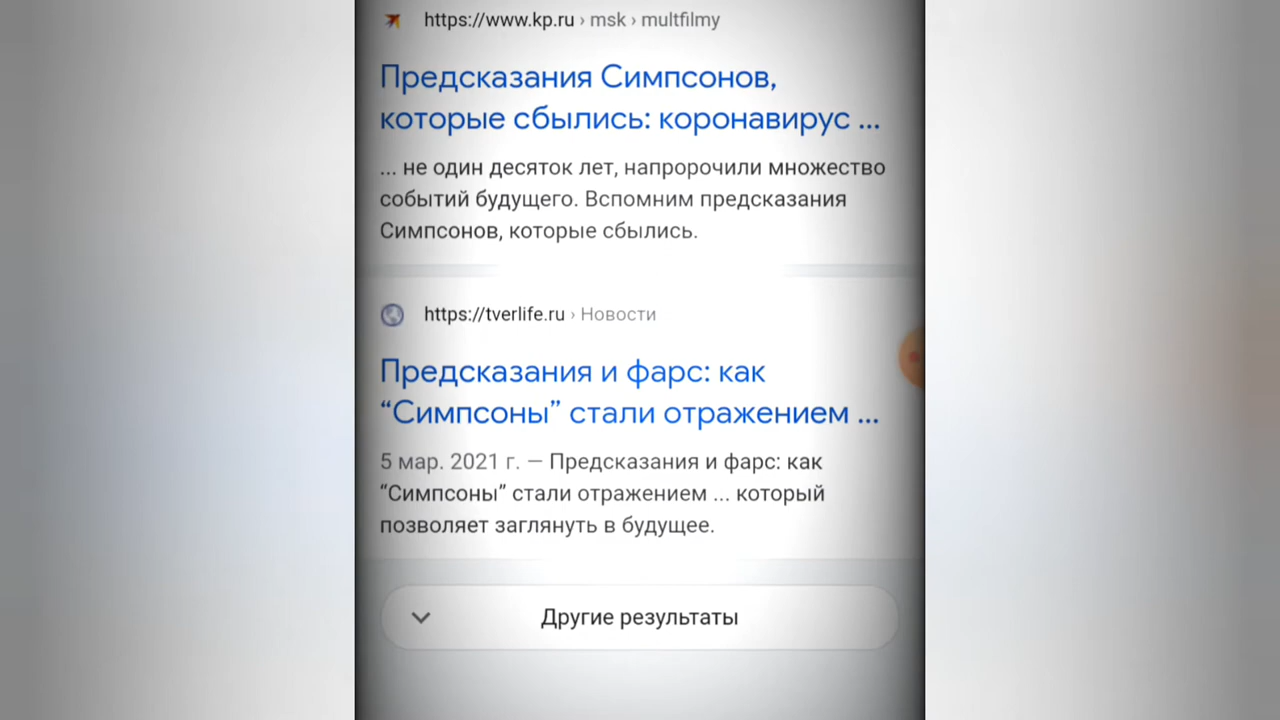 https://www.kp.ru › msk › multfilmy
Предсказания Симпсонов,
которые сбылись: коронавирус ...
... не один десяток лет, напророчили множество
событий будущего. Вспомним предсказания
Симпсонов, которые сбылись.
https://tverlife.ru › Новости
Предсказания и фарс: как
“Симпсоны” стали отражением ...
5 мар. 2021 г. — Предсказания и фарс: как
“Симпсоны” стали отражением ... который
позволяет заглянуть в будущее.
Другие результаты